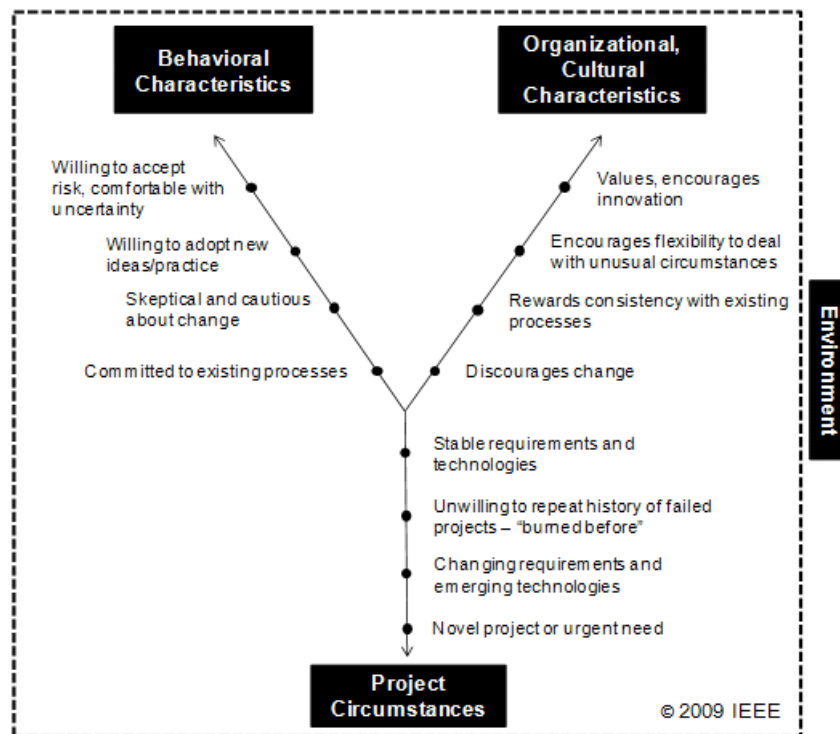 Behavioral
Characteristics
Organizational,
Cultural
Characteristics
Willing to accept
risk, comfortable with
uncertainty
Values, encourages
innovation
Willing to adopt new
ideas/practice
Encourages flexibility to deal
with unusual circumstances
Skeptical and cautious
about change
Rewards consistency with existing
processes
Committed to existing processes
Discourages change
Environment
Stable requirements and
technologies
Unwilling to repeat history of failed
projects – “burned before”
Changing requirements and
emerging technologies
Novel project or urgent need
Project
Circumstances
© 2009 IEEE